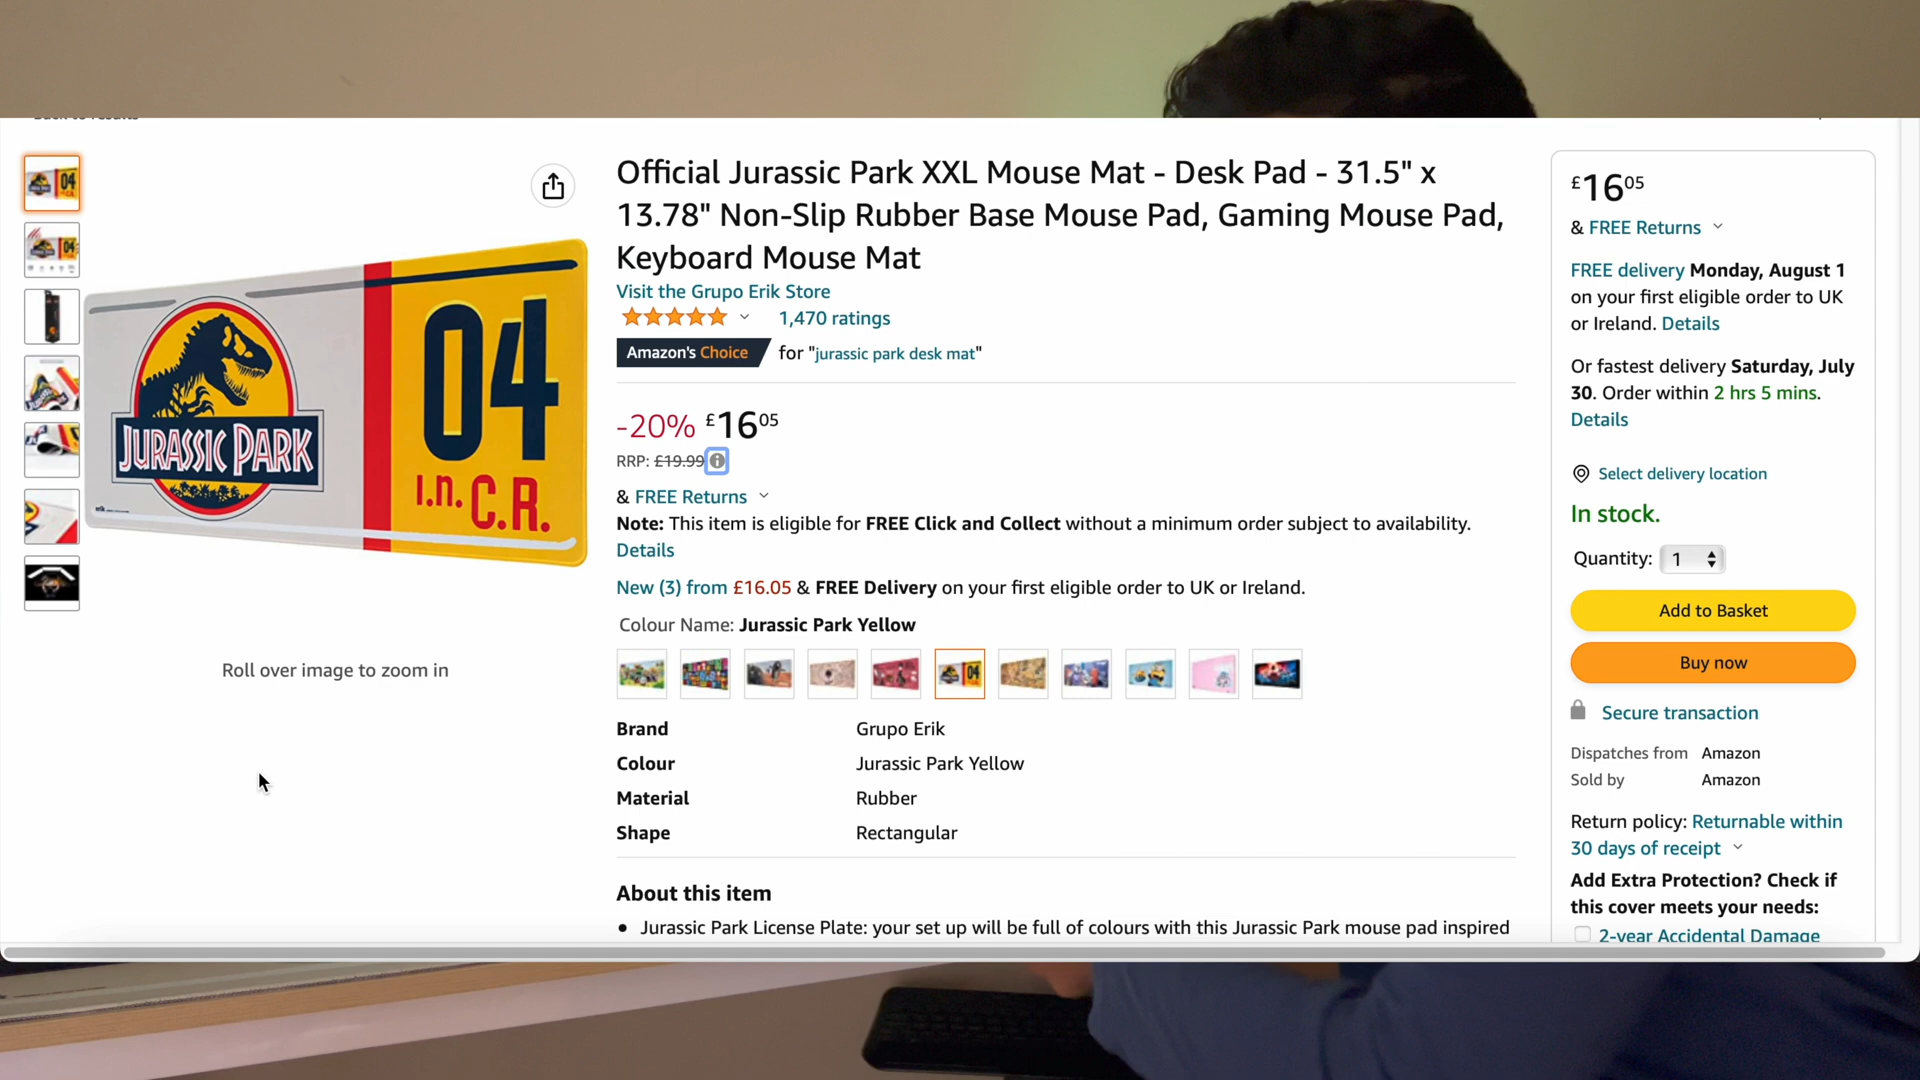 Official Jurassic Park XXL Mouse Mat - Desk Pad - 31.5" x
13.78" Non-Slip Rubber Base Mouse Pad, Gaming Mouse Pad,
Keyboard Mouse Mat
Visit the Grupo Erik Store
1,470 ratings
Amazon's Choice for "jurassic park desk mat"
-20% £16 05
RRP: £19.99
& FREE Returns
Note: This item is eligible for FREE Click and Collect without a minimum order subject to availability.
Details
New (3) from £16.05 & FREE Delivery on your first eligible order to UK or Ireland.
Colour Name: Jurassic Park Yellow
04
Brand Grupo Erik
Colour Jurassic Park Yellow
Material Rubber
Shape Rectangular
About this item
• Jurassic Park License Plate: your set up will be full of colours with this Jurassic Park mouse pad inspired
04
04
JURASSIC PARK
04
I.n.C.R.
Roll over image to zoom in
£16 05
& FREE Returns
FREE delivery Monday, August 1
on your first eligible order to UK
or Ireland. Details
Or fastest delivery Saturday, July
30. Order within 2 hrs 5 mins.
Details
Select delivery location
In stock.
Quantity: 1
Add to Basket
Buy now
Secure transaction
Dispatches from Amazon
Sold by Amazon
Return policy: Returnable within
30 days of receipt
Add Extra Protection? Check if
this cover meets your needs:
2-year Accidental Damage